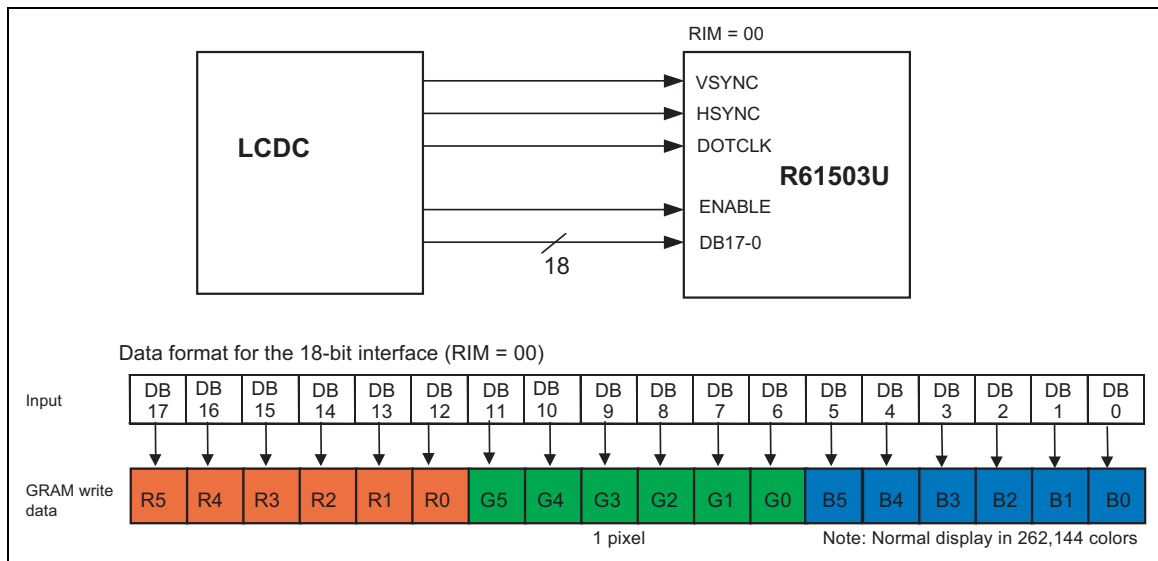 RIM = 00
LCDC
R61503U
VSYNC
HSYNC
DOTCLK
ENABLE
DB17-0
18
Data format for the 18-bit interface (RIM = 00)
Input
DB 17 DB 16 DB 15 DB 14 DB 13 DB 12 DB 11 DB 10 DB 9 DB 8 DB 7 DB 6 DB 5 DB 4 DB 3 DB 2 DB 1 DB 0
GRAM write data
R5 R4 R3 R2 R1 R0 G5 G4 G3 G2 G1 G0 B5 B4 B3 B2 B1 B0
1 pixel
Note: Normal display in 262,144 colors